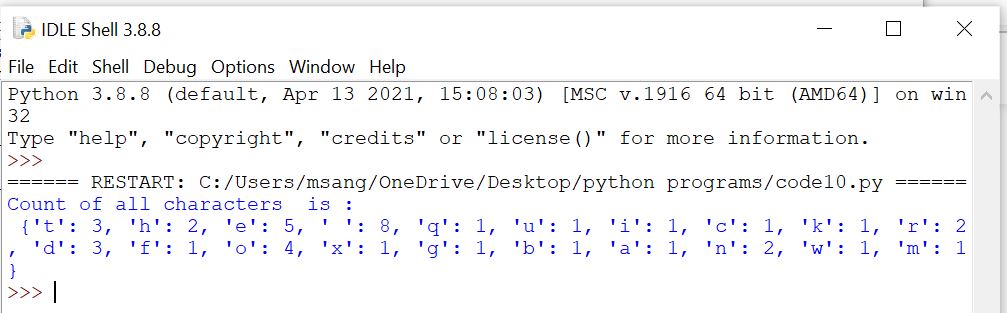 IDLE Shell 3.8.8
File Edit Shell Debug Options Window Help
Python 3.8.8 (default, Apr 13 2021, 15:08:03) [MSC v.1916 64 bit (AMD64)] on win
32
Type "help", "copyright", "credits" or "license()" for more information.
>>>
====== RESTART: C:/Users/msang/OneDrive/Desktop/python programs/code10.py ======
Count of all characters  is :
 {'t': 3, 'h': 2, 'e': 5, ' ': 8, 'q': 1, 'u': 1, 'i': 1, 'c': 1, 'k': 1, 'r': 2
, 'd': 3, 'f': 1, 'o': 4, 'x': 1, 'g': 1, 'b': 1, 'a': 1, 'n': 2, 'w': 1, 'm': 1
}
>>>